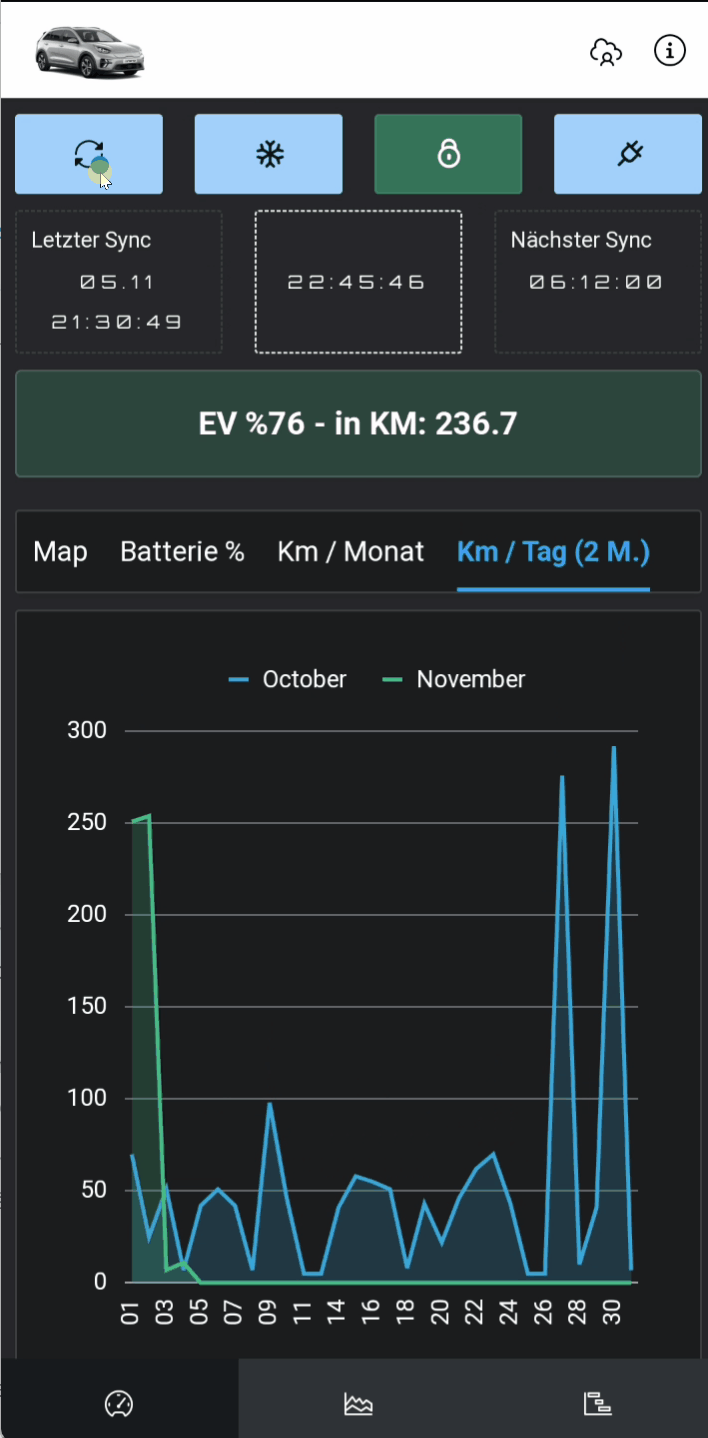 Letzter Sync
05.11
21:30:49
22:45:46
Nächster Sync
06:12:00
EV %76 - in KM: 236.7
Map Batterie % Km / Monat Km / Tag (2 M.)
October November
300
250
200
150
100
50
0
01 03 05 07 09 11 14 16 18 20 22 24 26 28 30